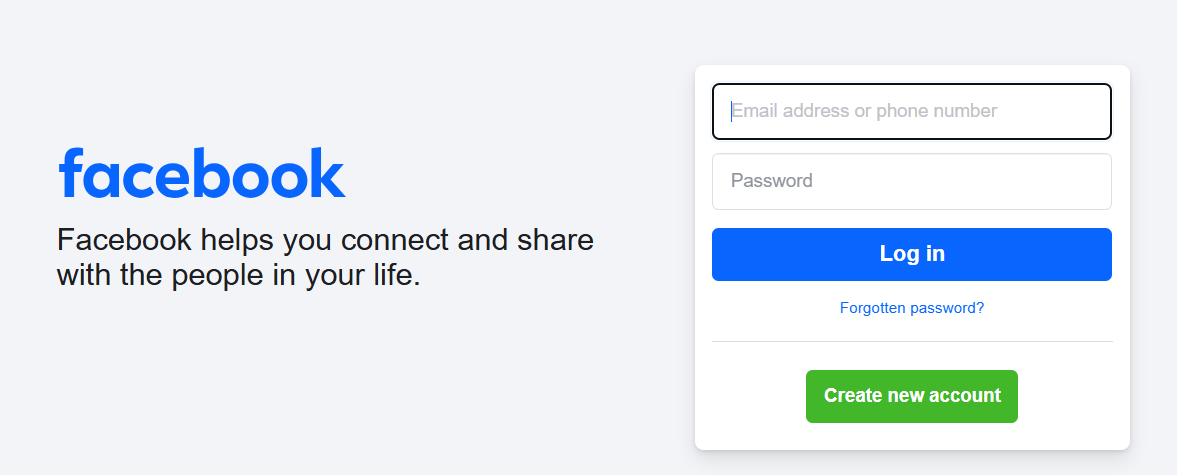 facebook
Facebook helps you connect and share
with the people in your life.
Email address or phone number
Password
Log in
Forgotten password?
Create new account